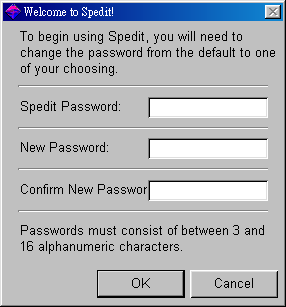 Welcome to Spedit!
To begin using Spedit, you will need to
change the password from the default to one
of your choosing.
Spedit Password:
New Password:
Confirm New Passwor
Passwords must consist of between 3 and
16 alphanumeric characters.
OK
Cancel